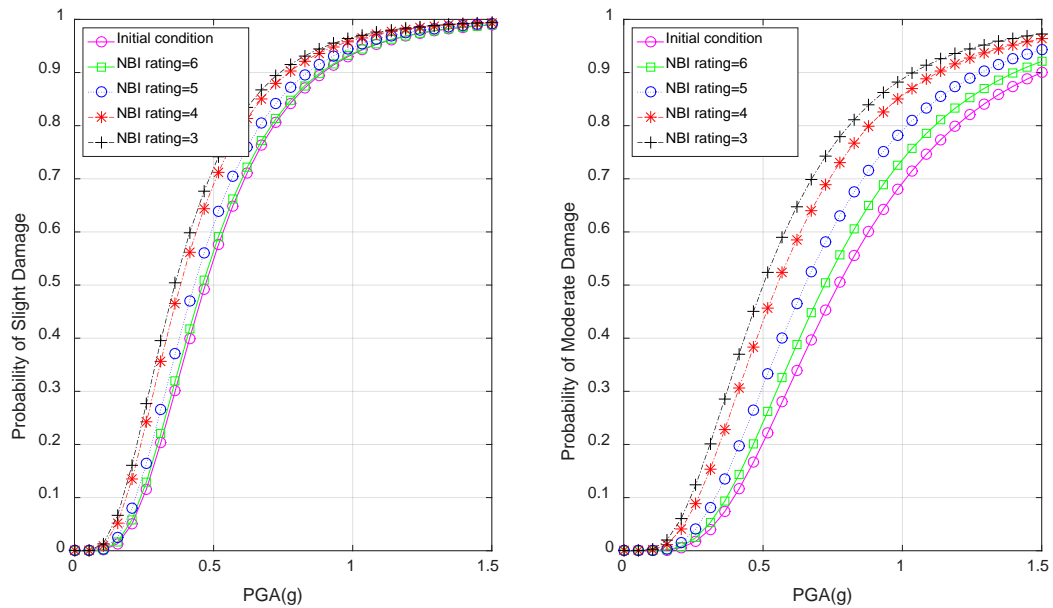 Initial condition
NBI rating=6
NBI rating=5
NBI rating=4
NBI rating=3
Probability of Slight Damage
1
0.9
0.8
0.7
0.6
0.5
0.4
0.3
0.2
0.1
0
0 0.5 1 1.5
PGA(g)
Initial condition
NBI rating=6
NBI rating=5
NBI rating=4
NBI rating=3
Probability of Moderate Damage
1
0.9
0.8
0.7
0.6
0.5
0.4
0.3
0.2
0.1
0
0 0.5 1 1.5
PGA(g)